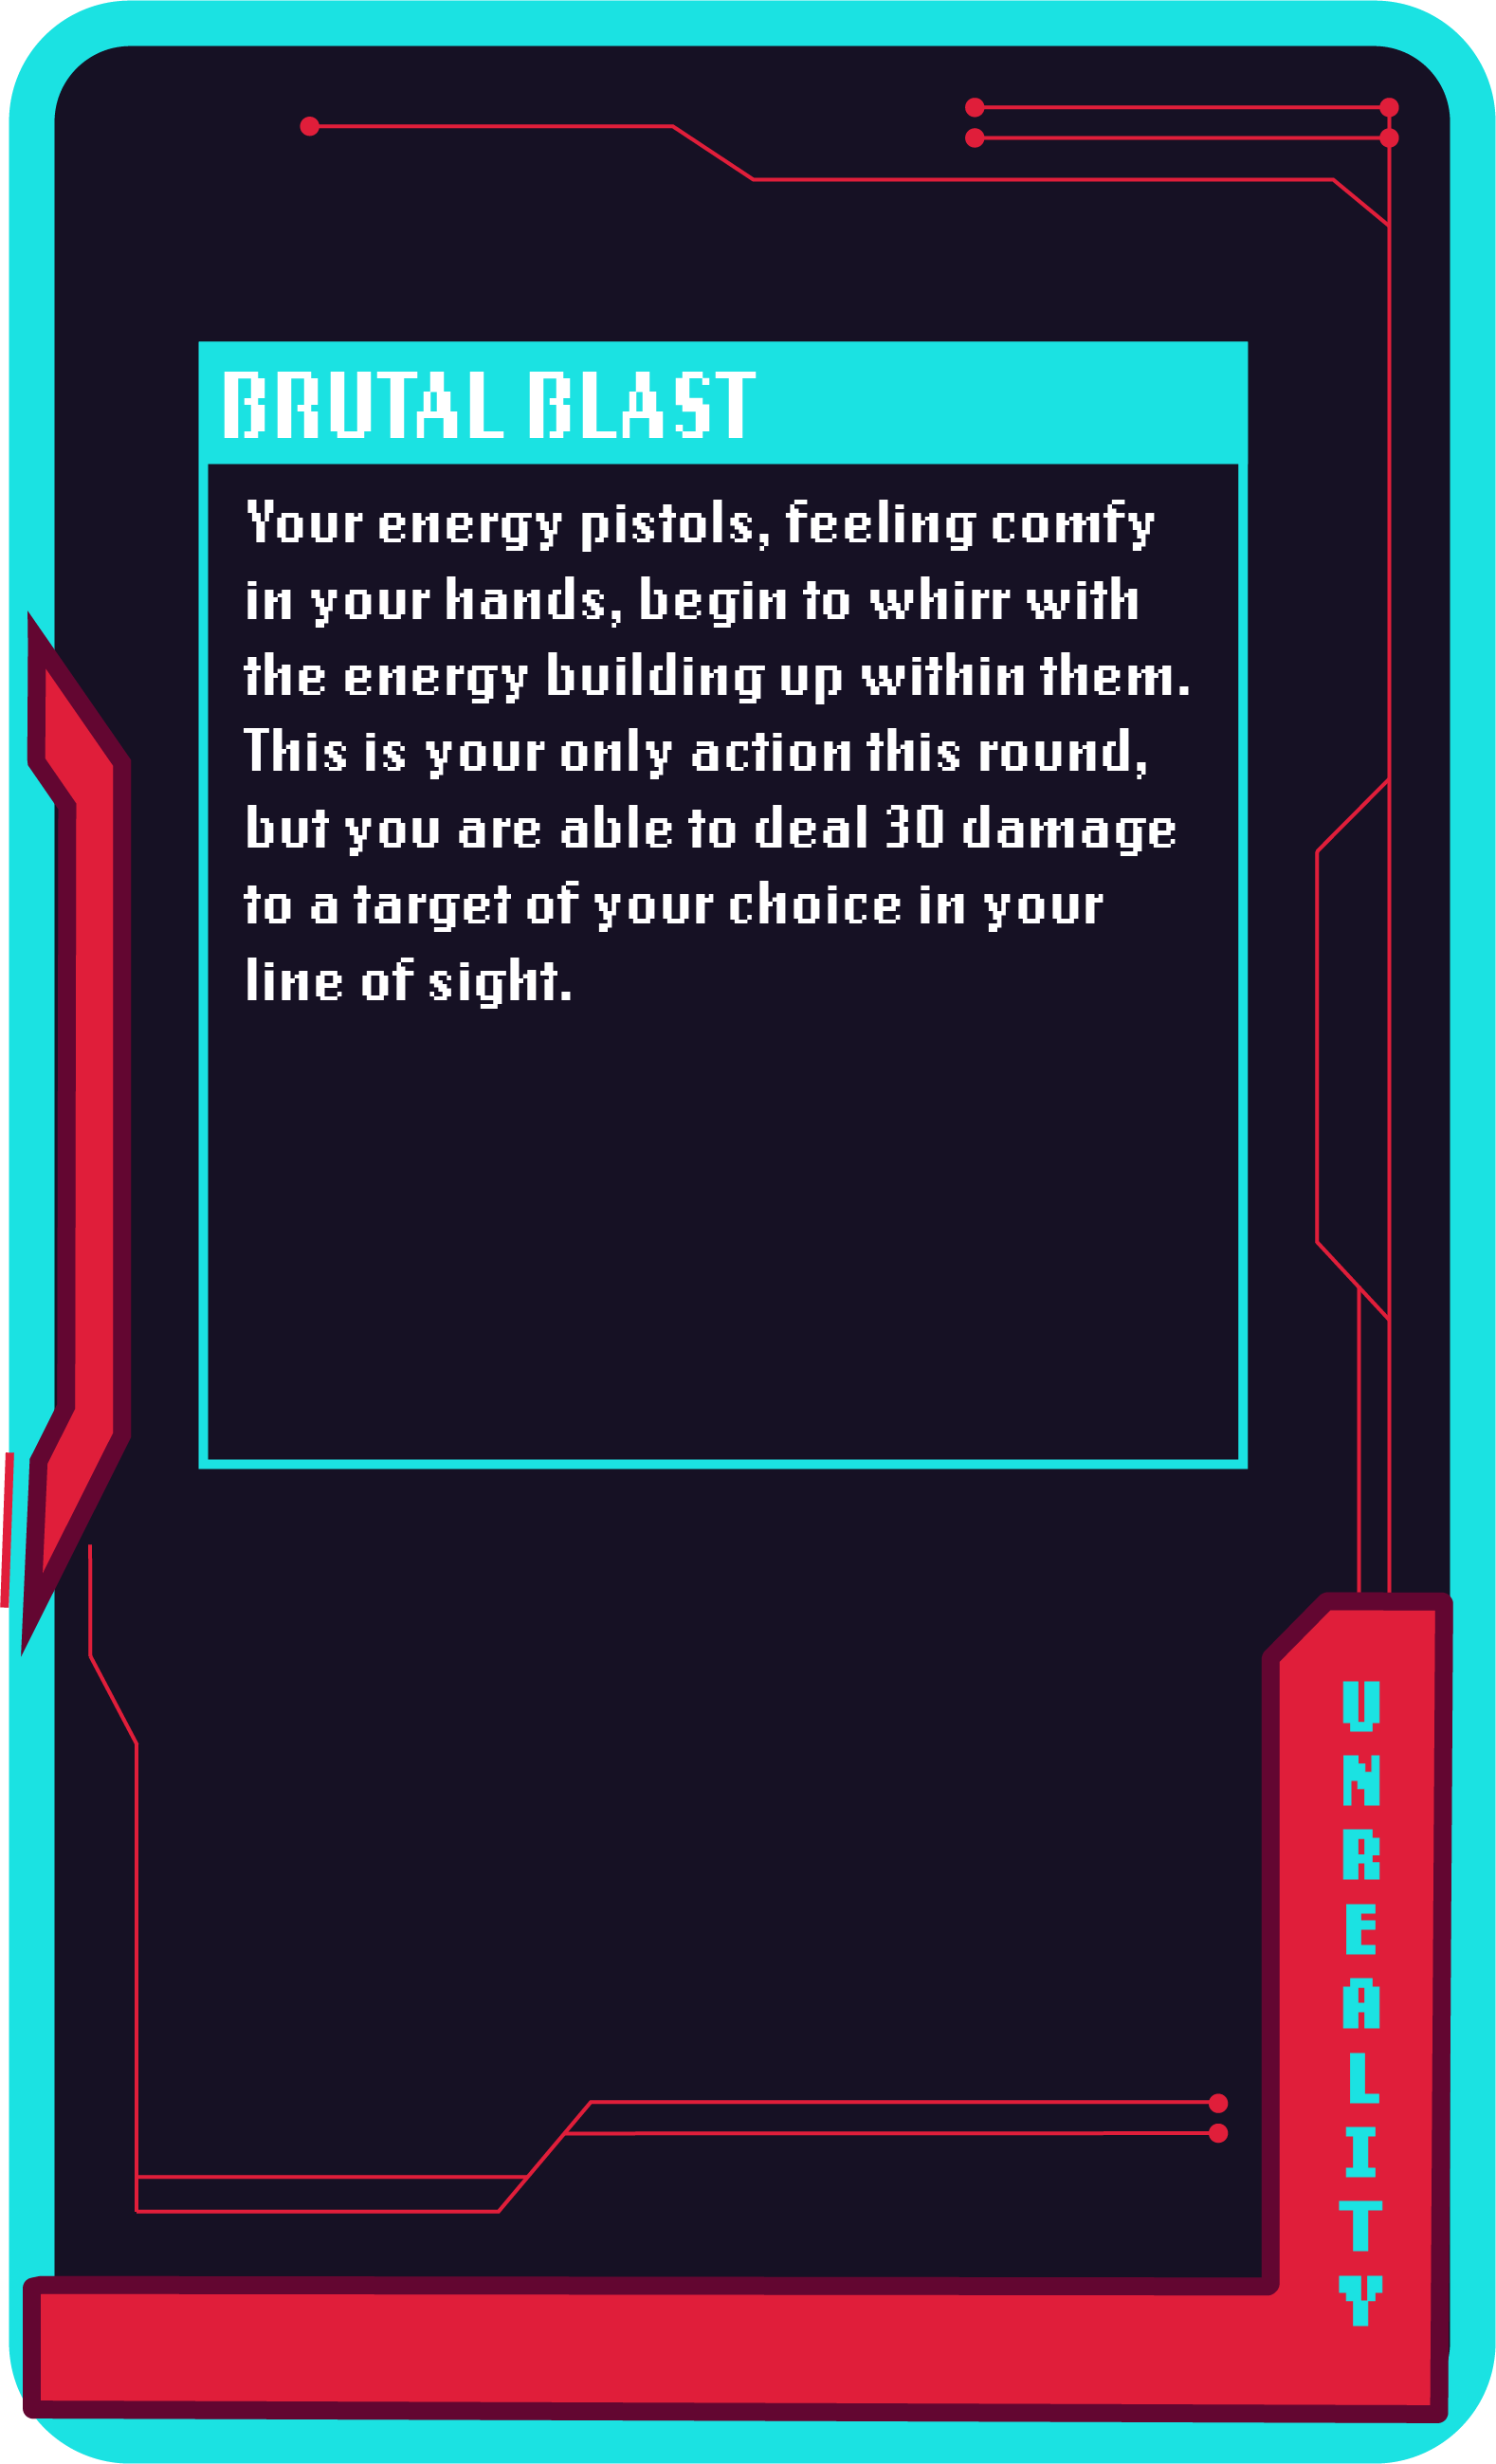 BRUTAL BLAST
Your energy pistols, feeling comfy
in your hands, begin to whirr with
the energy building up within them.
This is your only action this round,
but you are able to deal 30 damage
to a target of your choice in your
line of sight.
UNREALITY